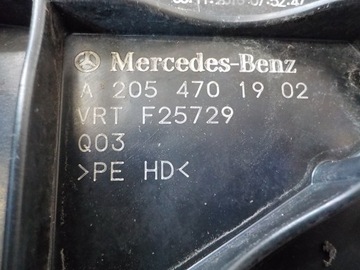 Mercedes-Benz
A 205 470 19 02
VRT F25729
Q03
>PE HD<